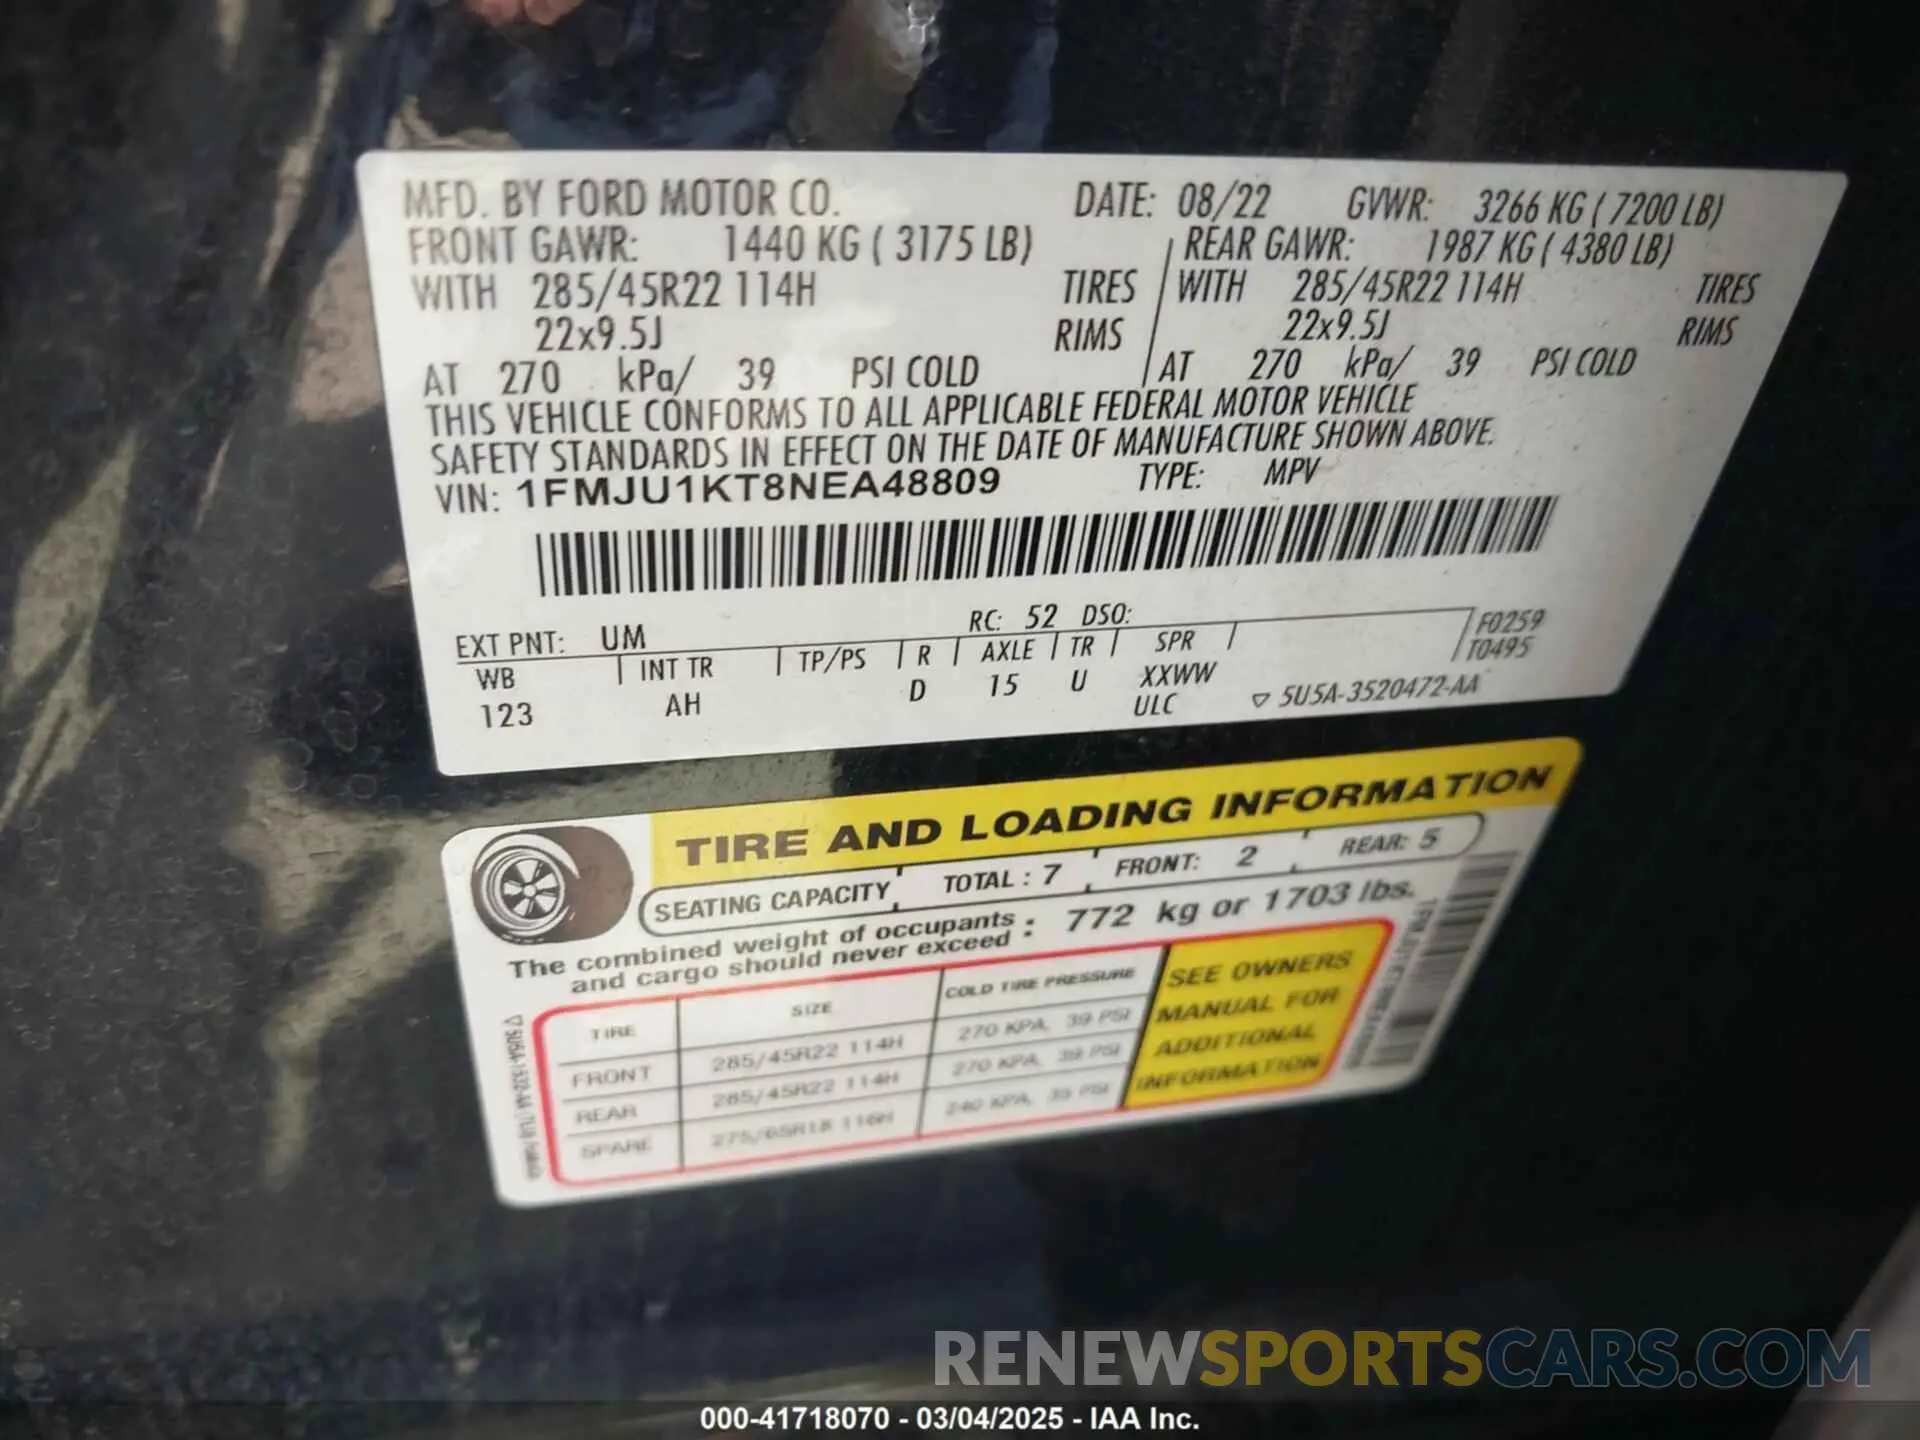 MFD. BY FORD MOTOR CO. DATE: 08/22 GVWR: 3266 KG ( 7200 LB)
FRONT GAWR: 1440 KG ( 3175 LB) REAR GAWR: 1987 KG ( 4380 LB)
WITH 285/45R22 114H TIRES WITH 285/45R22 114H TIRES
22x9.5J RIMS 22x9.5J RIMS
AT 270 kPa/ 39 PSI COLD AT 270 kPa/ 39 PSI COLD
THIS VEHICLE CONFORMS TO ALL APPLICABLE FEDERAL MOTOR VEHICLE
SAFETY STANDARDS IN EFFECT ON THE DATE OF MANUFACTURE SHOWN ABOVE.
VIN: 1FMJU1KT8NEA48809 TYPE: MPV
EXT PNT: UM RC: 52 DSO: F0259
WB INT TR TP/PS R AXLE TR SPR T0495
123 AH D 15 U XXWW
ULC ▽ 5U5A-3520472-AA
TIRE AND LOADING INFORMATION
SEATING CAPACITY TOTAL : 7 FRONT: 2 REAR: 5
The combined weight of occupants and cargo should never exceed : 772 kg or 1703 lbs.
TIRE SIZE COLD TIRE PRESSURE
FRONT 285/45R22 114H 270 KPA, 39 PSI
REAR 285/45R22 114H 270 KPA, 39 PSI
SPARE 275/65R18 116H 240 KPA, 35 PSI
SEE OWNERS
MANUAL FOR
ADDITIONAL
INFORMATION
RENEWSPORTSCARS.COM
000-41718070 - 03/04/2025 - IAA Inc.